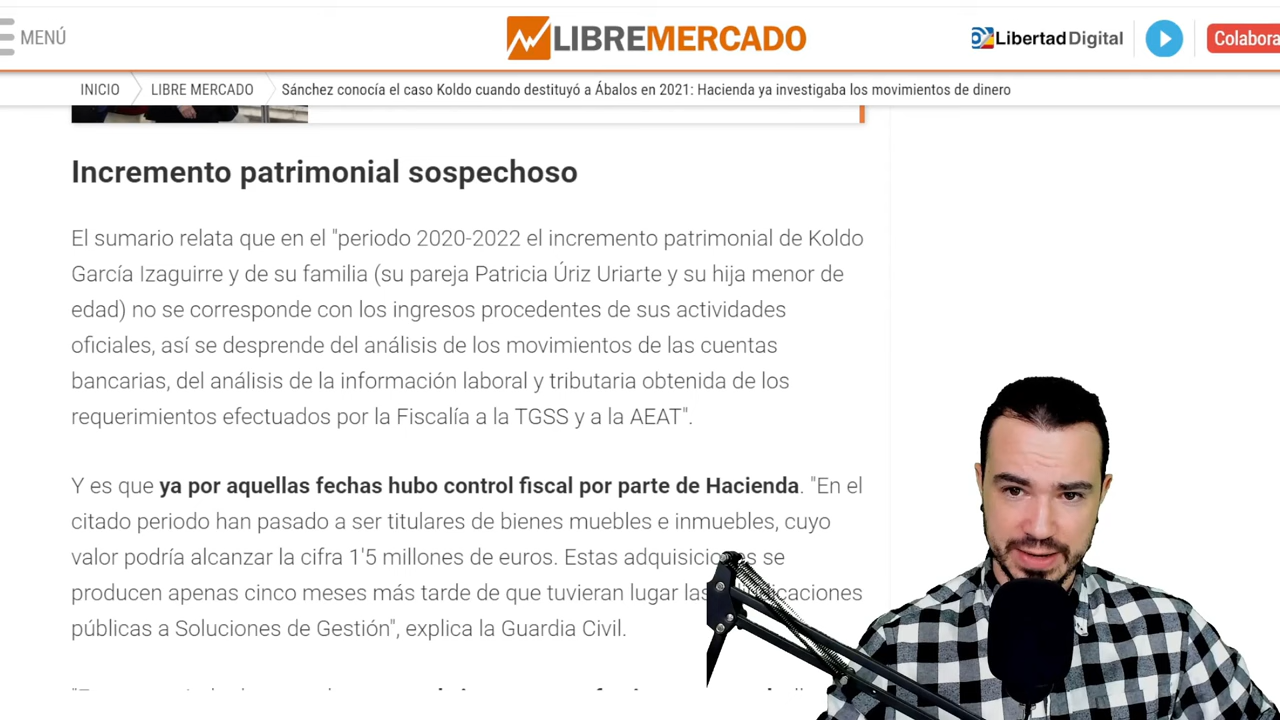 MENÚ
LIBREMERCADO
Libertad Digital
Colabora
INICIO
LIBRE MERCADO
Sánchez conocía el caso Koldo cuando destituyó a Ábalos en 2021: Hacienda ya investigaba los movimientos de dinero
Incremento patrimonial sospechoso
El sumario relata que en el "periodo 2020-2022 el incremento patrimonial de Koldo
García Izaguirre y de su familia (su pareja Patricia Úriz Uriarte y su hija menor de
edad) no se corresponde con los ingresos procedentes de sus actividades
oficiales, así se desprende del análisis de los movimientos de las cuentas
bancarias, del análisis de la información laboral y tributaria obtenida de los
requerimientos efectuados por la Fiscalía a la TGSS y a la AEAT".
Y es que ya por aquellas fechas hubo control fiscal por parte de Hacienda. "En el
citado periodo han pasado a ser titulares de bienes muebles e inmuebles, cuyo
valor podría alcanzar la cifra 1'5 millones de euros. Estas adquisiciones se
producen apenas cinco meses más tarde de que tuvieran lugar las
públicas a Soluciones de Gestión", explica la Guardia Civil.